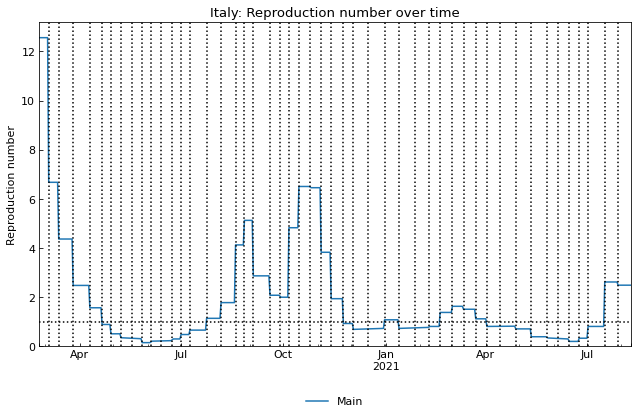 Italy: Reproduction number over time
Reproduction number
12
10
8
6
4
2
0
Apr
Jul
Oct
Jan
2021
Apr
Jul
Main